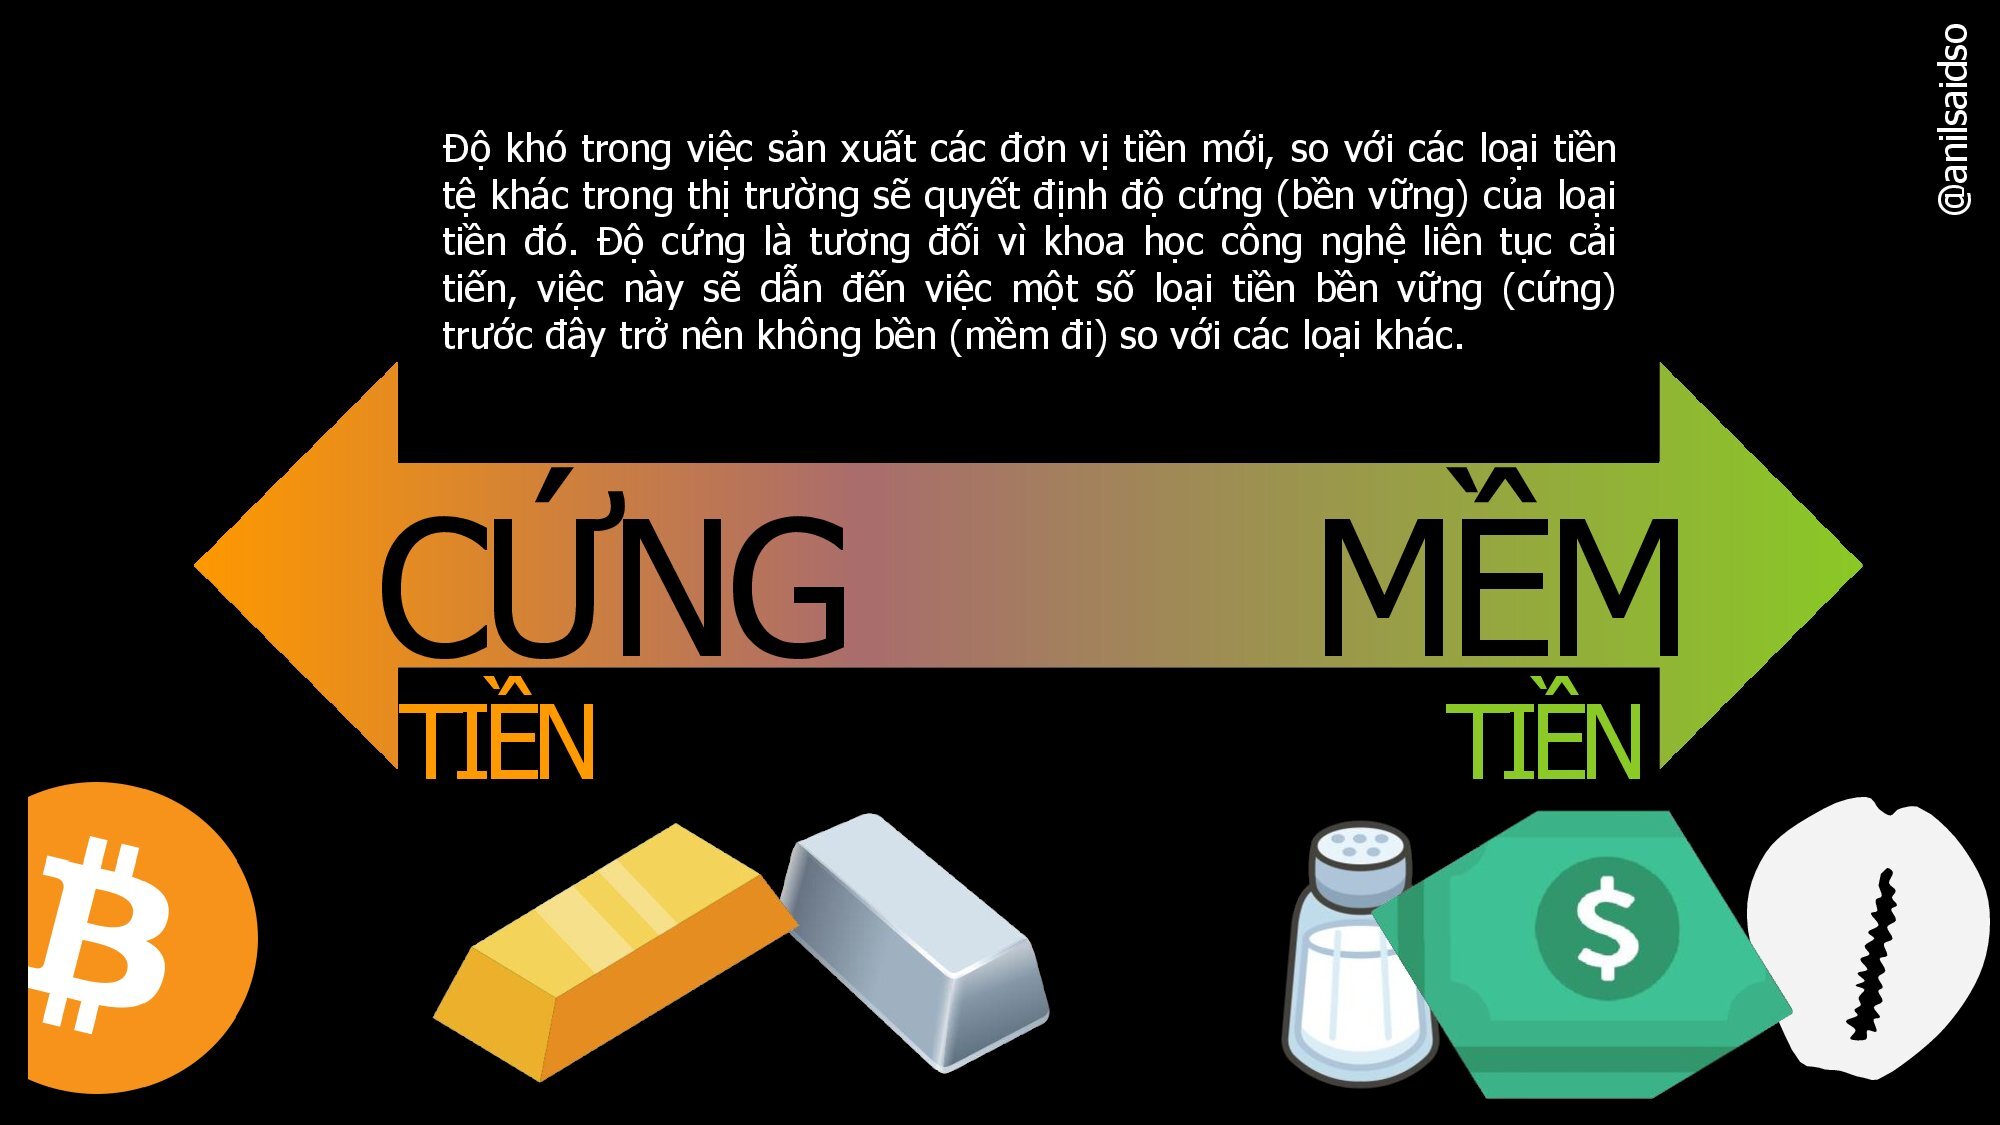 @anilsaidso
Độ khó trong việc sản xuất các đơn vị tiền mới, so với các loại tiền
tệ khác trong thị trường sẽ quyết định độ cứng (bền vững) của loại
tiền đó. Độ cứng là tương đối vì khoa học công nghệ liên tục cải
tiến, việc này sẽ dẫn đến việc một số loại tiền bền vững (cứng)
trước đây trở nên không bền (mềm đi) so với các loại khác.
CỨNG MỀM
TIỀN TIỀN